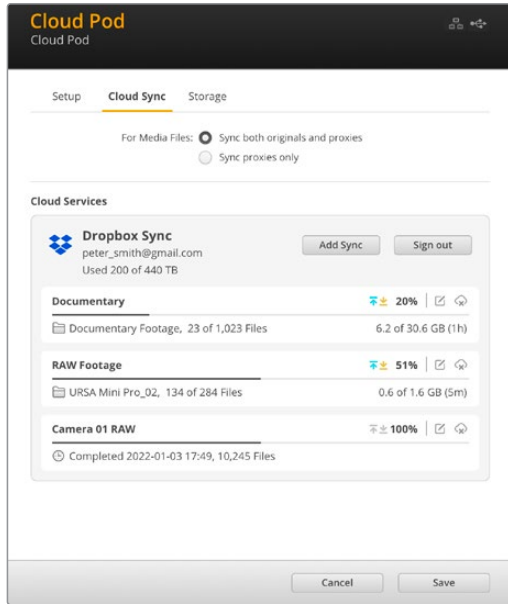 Cloud Pod
Cloud Pod
Setup Cloud Sync Storage
For Media Files: Sync both originals and proxies
Sync proxies only
Cloud Services
Dropbox Sync
peter_smith@gmail.com
Used 200 of 440 TB
Add Sync Sign out
Documentary 20%
Documentary Footage, 23 of 1,023 Files 6.2 of 30.6 GB (1h)
RAW Footage 51%
URSA Mini Pro_02, 134 of 284 Files 0.6 of 1.6 GB (5m)
Camera 01 RAW 100%
Completed 2022-01-03 17:49, 10,245 Files
Cancel Save